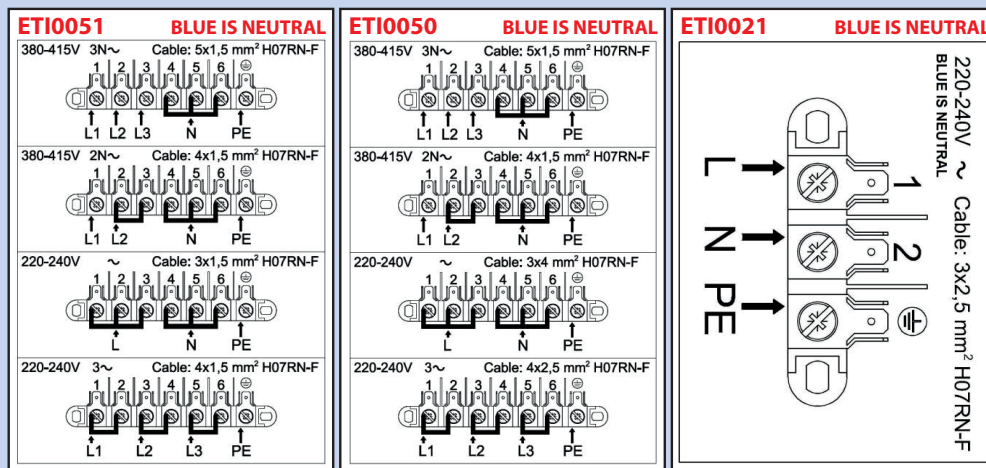 ETI0051 BLUE IS NEUTRAL
380-415V 3N~ Cable: 5x1,5 mm² H07RN-F
1 2 3 4 5 6
L1 L2 L3 N PE
380-415V 2N~ Cable: 4x1,5 mm² H07RN-F
1 2 3 4 5 6
L1 L2 N PE
220-240V ~ Cable: 3x1,5 mm² H07RN-F
1 2 3 4 5 6
L N PE
220-240V 3~ Cable: 4x1,5 mm² H07RN-F
1 2 3 4 5 6
L1 L2 L3 PE
ETI0050 BLUE IS NEUTRAL
380-415V 3N~ Cable: 5x1,5 mm² H07RN-F
1 2 3 4 5 6
L1 L2 L3 N PE
380-415V 2N~ Cable: 4x1,5 mm² H07RN-F
1 2 3 4 5 6
L1 L2 N PE
220-240V ~ Cable: 3x4 mm² H07RN-F
1 2 3 4 5 6
L N PE
220-240V 3~ Cable: 4x2,5 mm² H07RN-F
1 2 3 4 5 6
L1 L2 L3 PE
ETI0021 BLUE IS NEUTRAL
220-240V ~ Cable: 3x2,5 mm² H07RN-F
BLUE IS NEUTRAL
1 2
L N PE